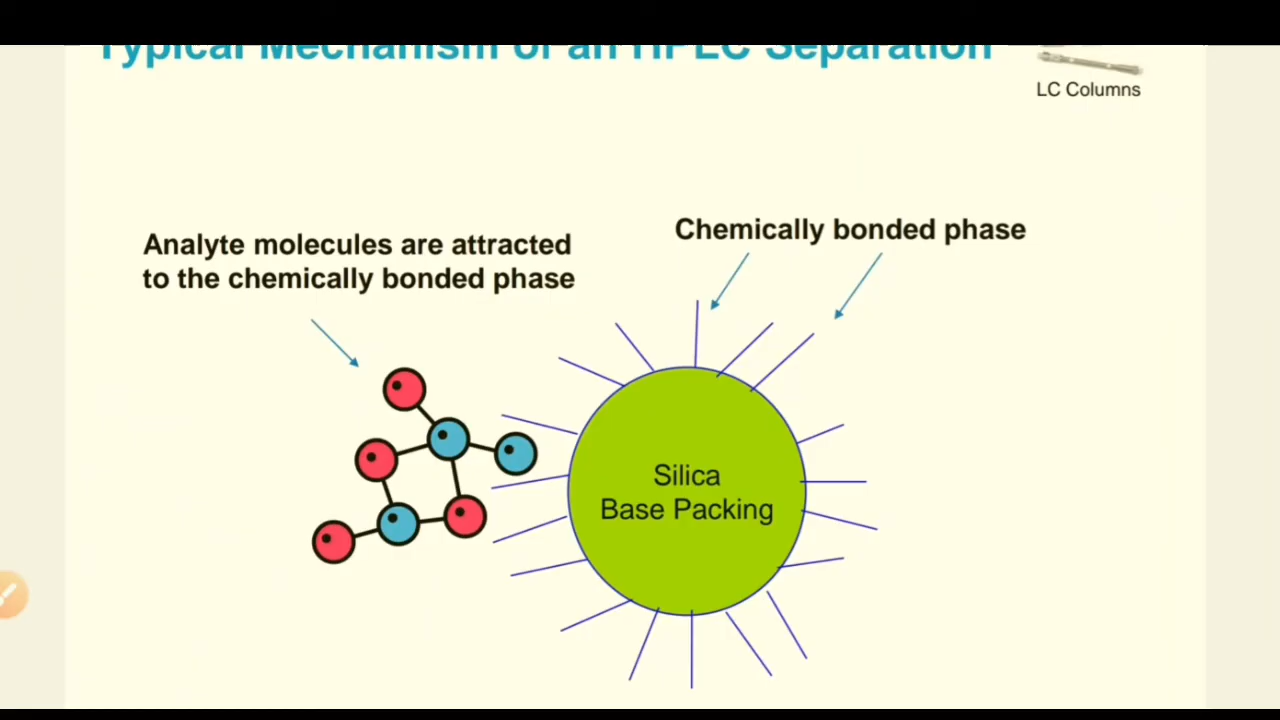 Typical Mechanism of an HPLC Separation
LC Columns
Analyte molecules are attracted
to the chemically bonded phase
Chemically bonded phase
Silica
Base Packing